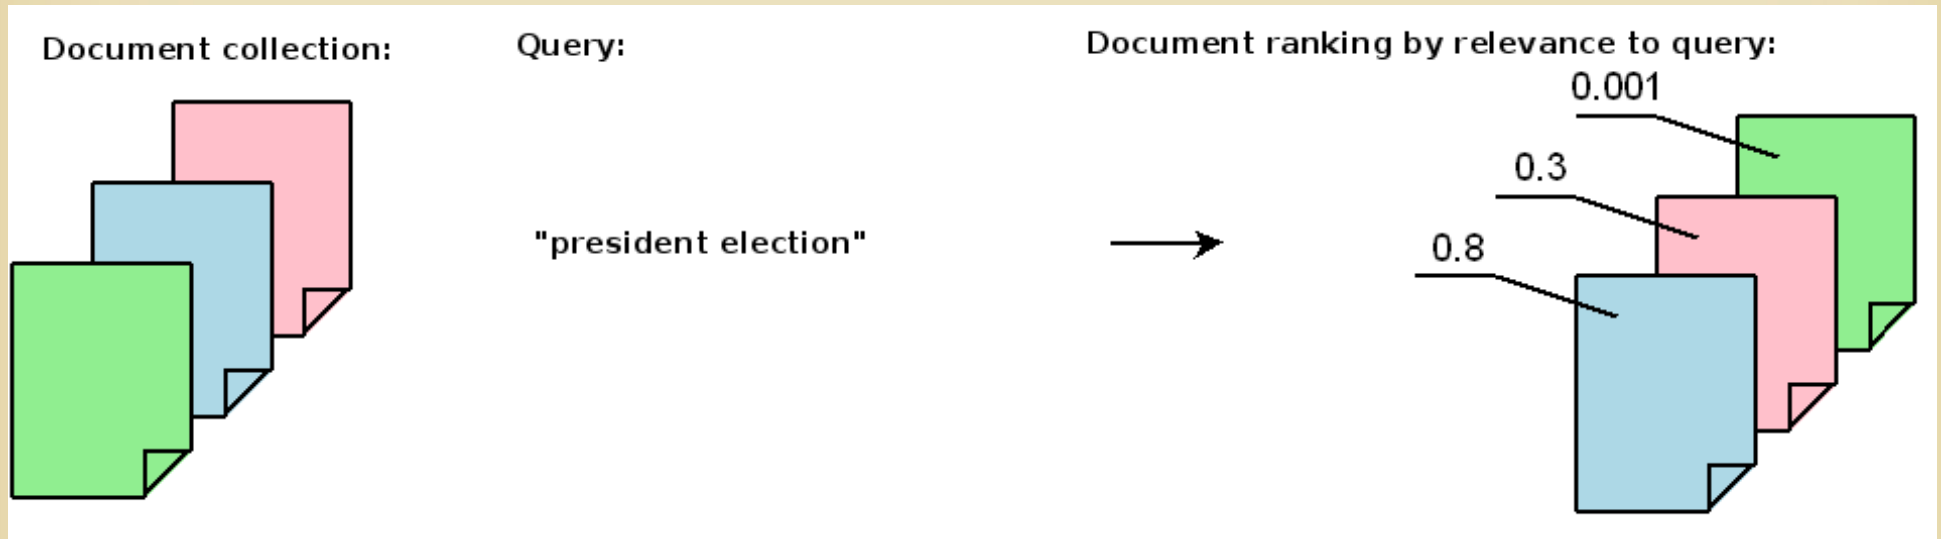 Document collection:
Query:
Document ranking by relevance to query:
0.001
0.3
"president election"
0.8